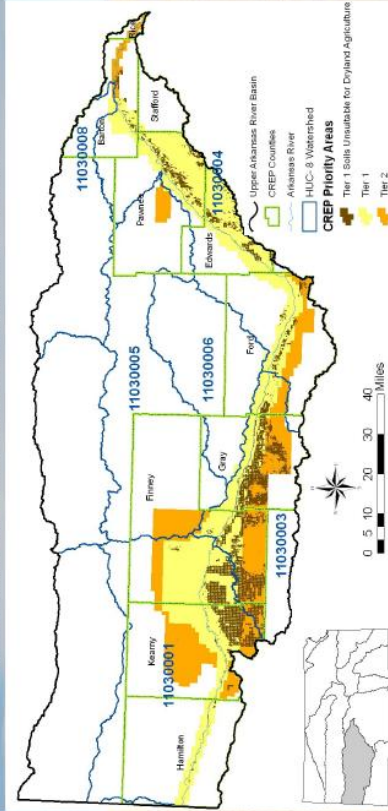 Hamilton
Kearny
11030001
Finney
Gray
11030003
11030005
11030006
Ford
Edwards
Pawnee
11030004
11030008
Barton
Rice
Stafford
Upper Arkansas River Basin
CREP Counties
Arkansas River
HUC- 8 Watershed
CREP Priority Areas
Tier 1 Soils Unsuitable for Dryland Agriculture
Tier 1
Tier 2
0 5 10 20 30 40
Miles